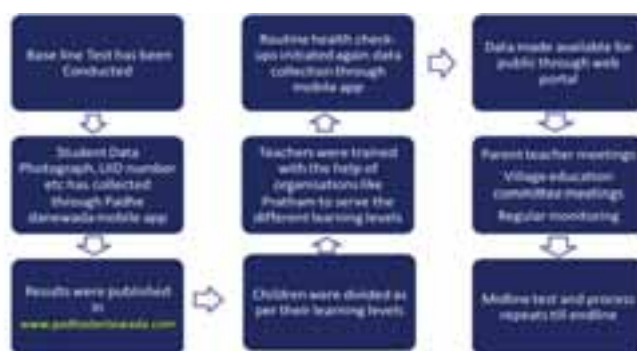 Base line Test has been
Conducted
Student Data
Photograph, UID number
etc has collected
through Padhe
danewada mobile app
Results were published
in
www.padhedanewada.com
Children were divided as
per their learning levels
Teachers were trained
with the help of
organisations like
Pratham to serve the
different learning levels
Routine health check-
ups initiated again data
collection through
mobile app
Data made available for
public through web
portal
Parent teacher meetings
Village education
committee meetings
Regular monitoring
Midline test and process
repeats till endline